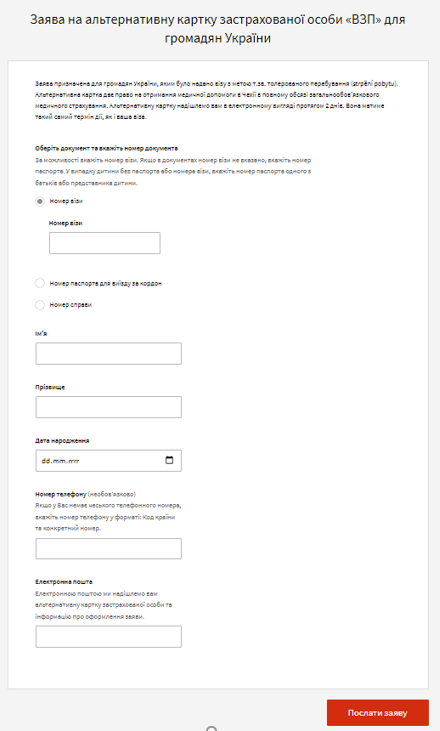 Заява на альтернативну картку застрахованої особи «ВЗП» для
громадян України
Заява призначена для громадян України, яким було надано візу з метою т.зв. толерованого перебування (strpění pobytu).
Альтернативна картка дає право на отримання медичної допомоги в Чехії в повному обсязі загальнообов'язкового
медичного страхування. Альтернативну картку надішлемо вам в електронному вигляді протягом 2 днів. Вона матиме
такий самий термін дії, як і ваша віза.
Оберіть документ та вкажіть номер документа
За можливості вкажіть номер візи. Якщо в документах номер візи не вказано, вкажіть номер
паспорта. У випадку дитини без паспорта або номера візи, вкажіть номер паспорта одного з
батьків або представника дитини.
Номер візи
Номер візи
Номер паспорта для виїзду за кордон
Номер справи
Ім'я
Прізвище
Дата народження
dd.mm.rrrr
Номер телефону (необов'язково)
Якщо у Вас немає чеського телефонного номера,
вкажіть номер телефону у форматі: Код країни
та конкретний номер.
Електронна пошта
Електронною поштою ми надішлемо вам
альтернативну картку застрахованої особи та
інформацію про оформлення заяви.
Послати заяву